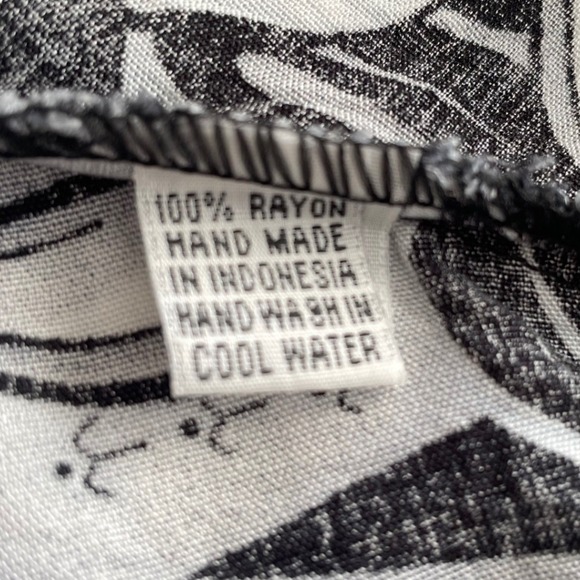 100% RAYON
HAND MADE
IN INDONESIA
HAND WASH IN
COOL WATER